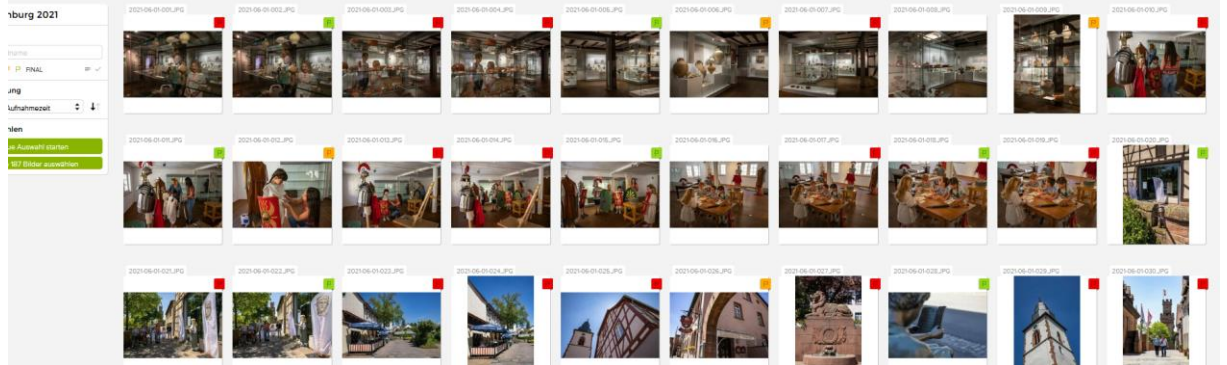 nburg 2021
FINAL
ung
Aufnahmezeit
hlen
ue Auswahl starten
187 Bilder auswählen
2021-06-01-001.JPG
2021-06-01-002.JPG
2021-06-01-003.JPG
2021-06-01-004.JPG
2021-06-01-005.JPG
2021-06-01-006.JPG
2021-06-01-007.JPG
2021-06-01-008.JPG
2021-06-01-009.JPG
2021-06-01-010.JPG
2021-06-01-011.JPG
2021-06-01-012.JPG
2021-06-01-013.JPG
2021-06-01-014.JPG
2021-06-01-015.JPG
2021-06-01-016.JPG
2021-06-01-017.JPG
2021-06-01-018.JPG
2021-06-01-019.JPG
2021-06-01-020.JPG
2021-06-01-021.JPG
2021-06-01-022.JPG
2021-06-01-023.JPG
2021-06-01-024.JPG
2021-06-01-025.JPG
2021-06-01-026.JPG
2021-06-01-027.JPG
2021-06-01-028.JPG
2021-06-01-029.JPG
2021-06-01-030.JPG